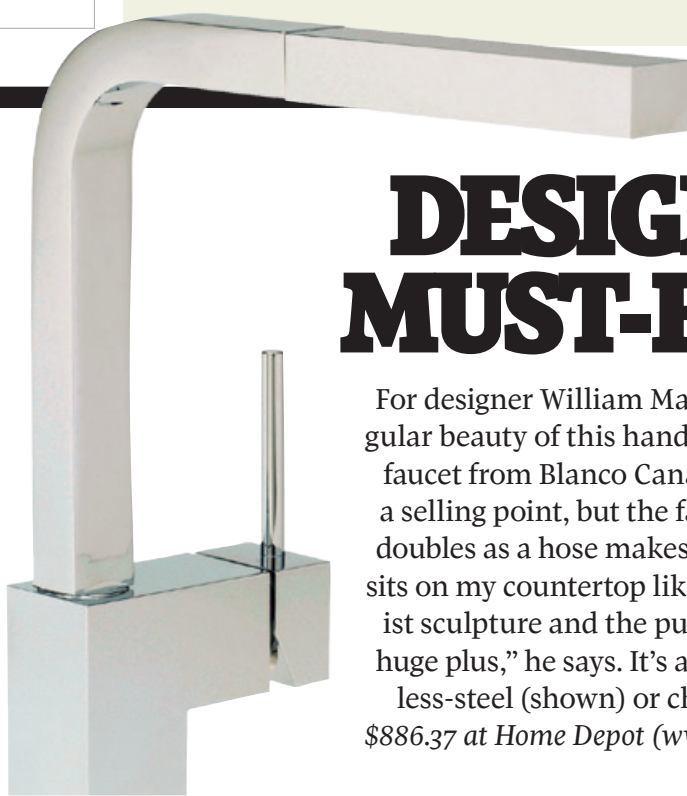 DESIG
MUST-
For designer William Ma
gular beauty of this hand
faucet from Blanco Can
a selling point, but the f
doubles as a hose makes
sits on my countertop lik
ist sculpture and the pu
huge plus,” he says. It’s a
less-steel (shown) or ch
$886.37 at Home Depot (w